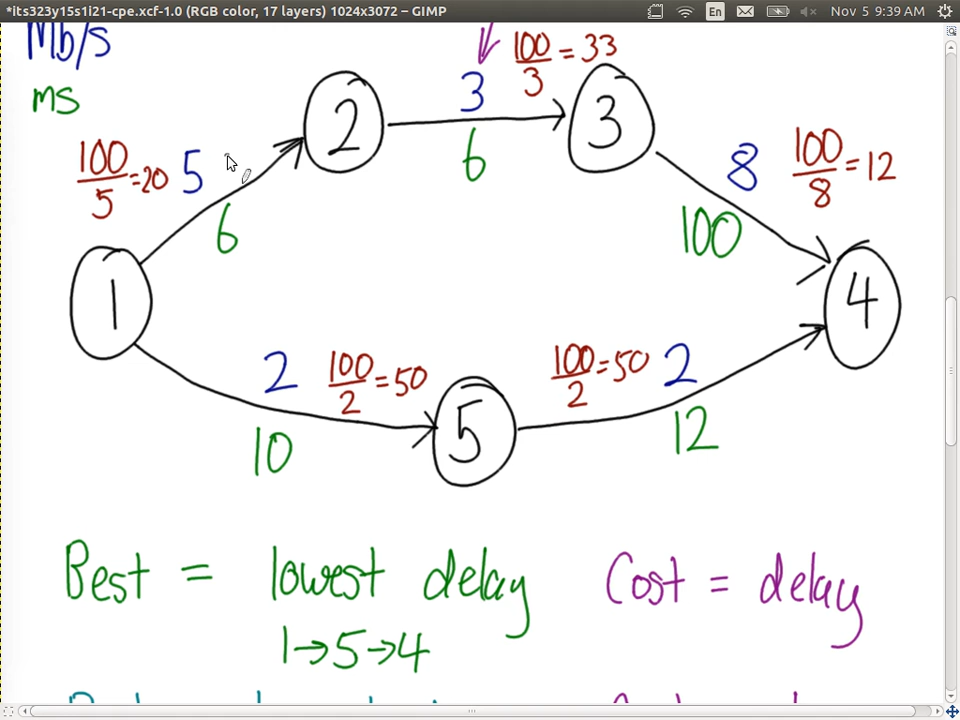 *its323y15s1i21-cpe.xcf-1.0 (RGB color, 17 layers) 1024x3072 – GIMP
En
Nov 5 9:39 AM
Mb/s
ms
100/5 = 20
5
6
2
3
6
100/3 = 33
3
8
100
100/8 = 12
1
4
2
10
100/2 = 50
5
100/2 = 50
2
12
Best = lowest delay
Cost = delay
1→5→4